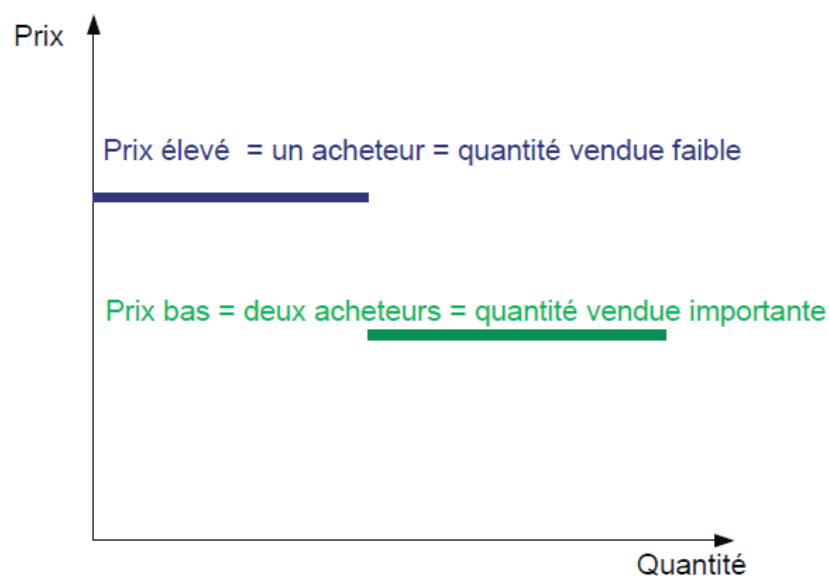 Prix
Prix élevé = un acheteur = quantité vendue faible
Prix bas = deux acheteurs = quantité vendue importante
Quantité